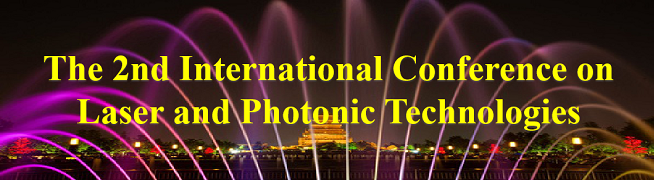 The 2nd International Conference on
Laser and Photonic Technologies